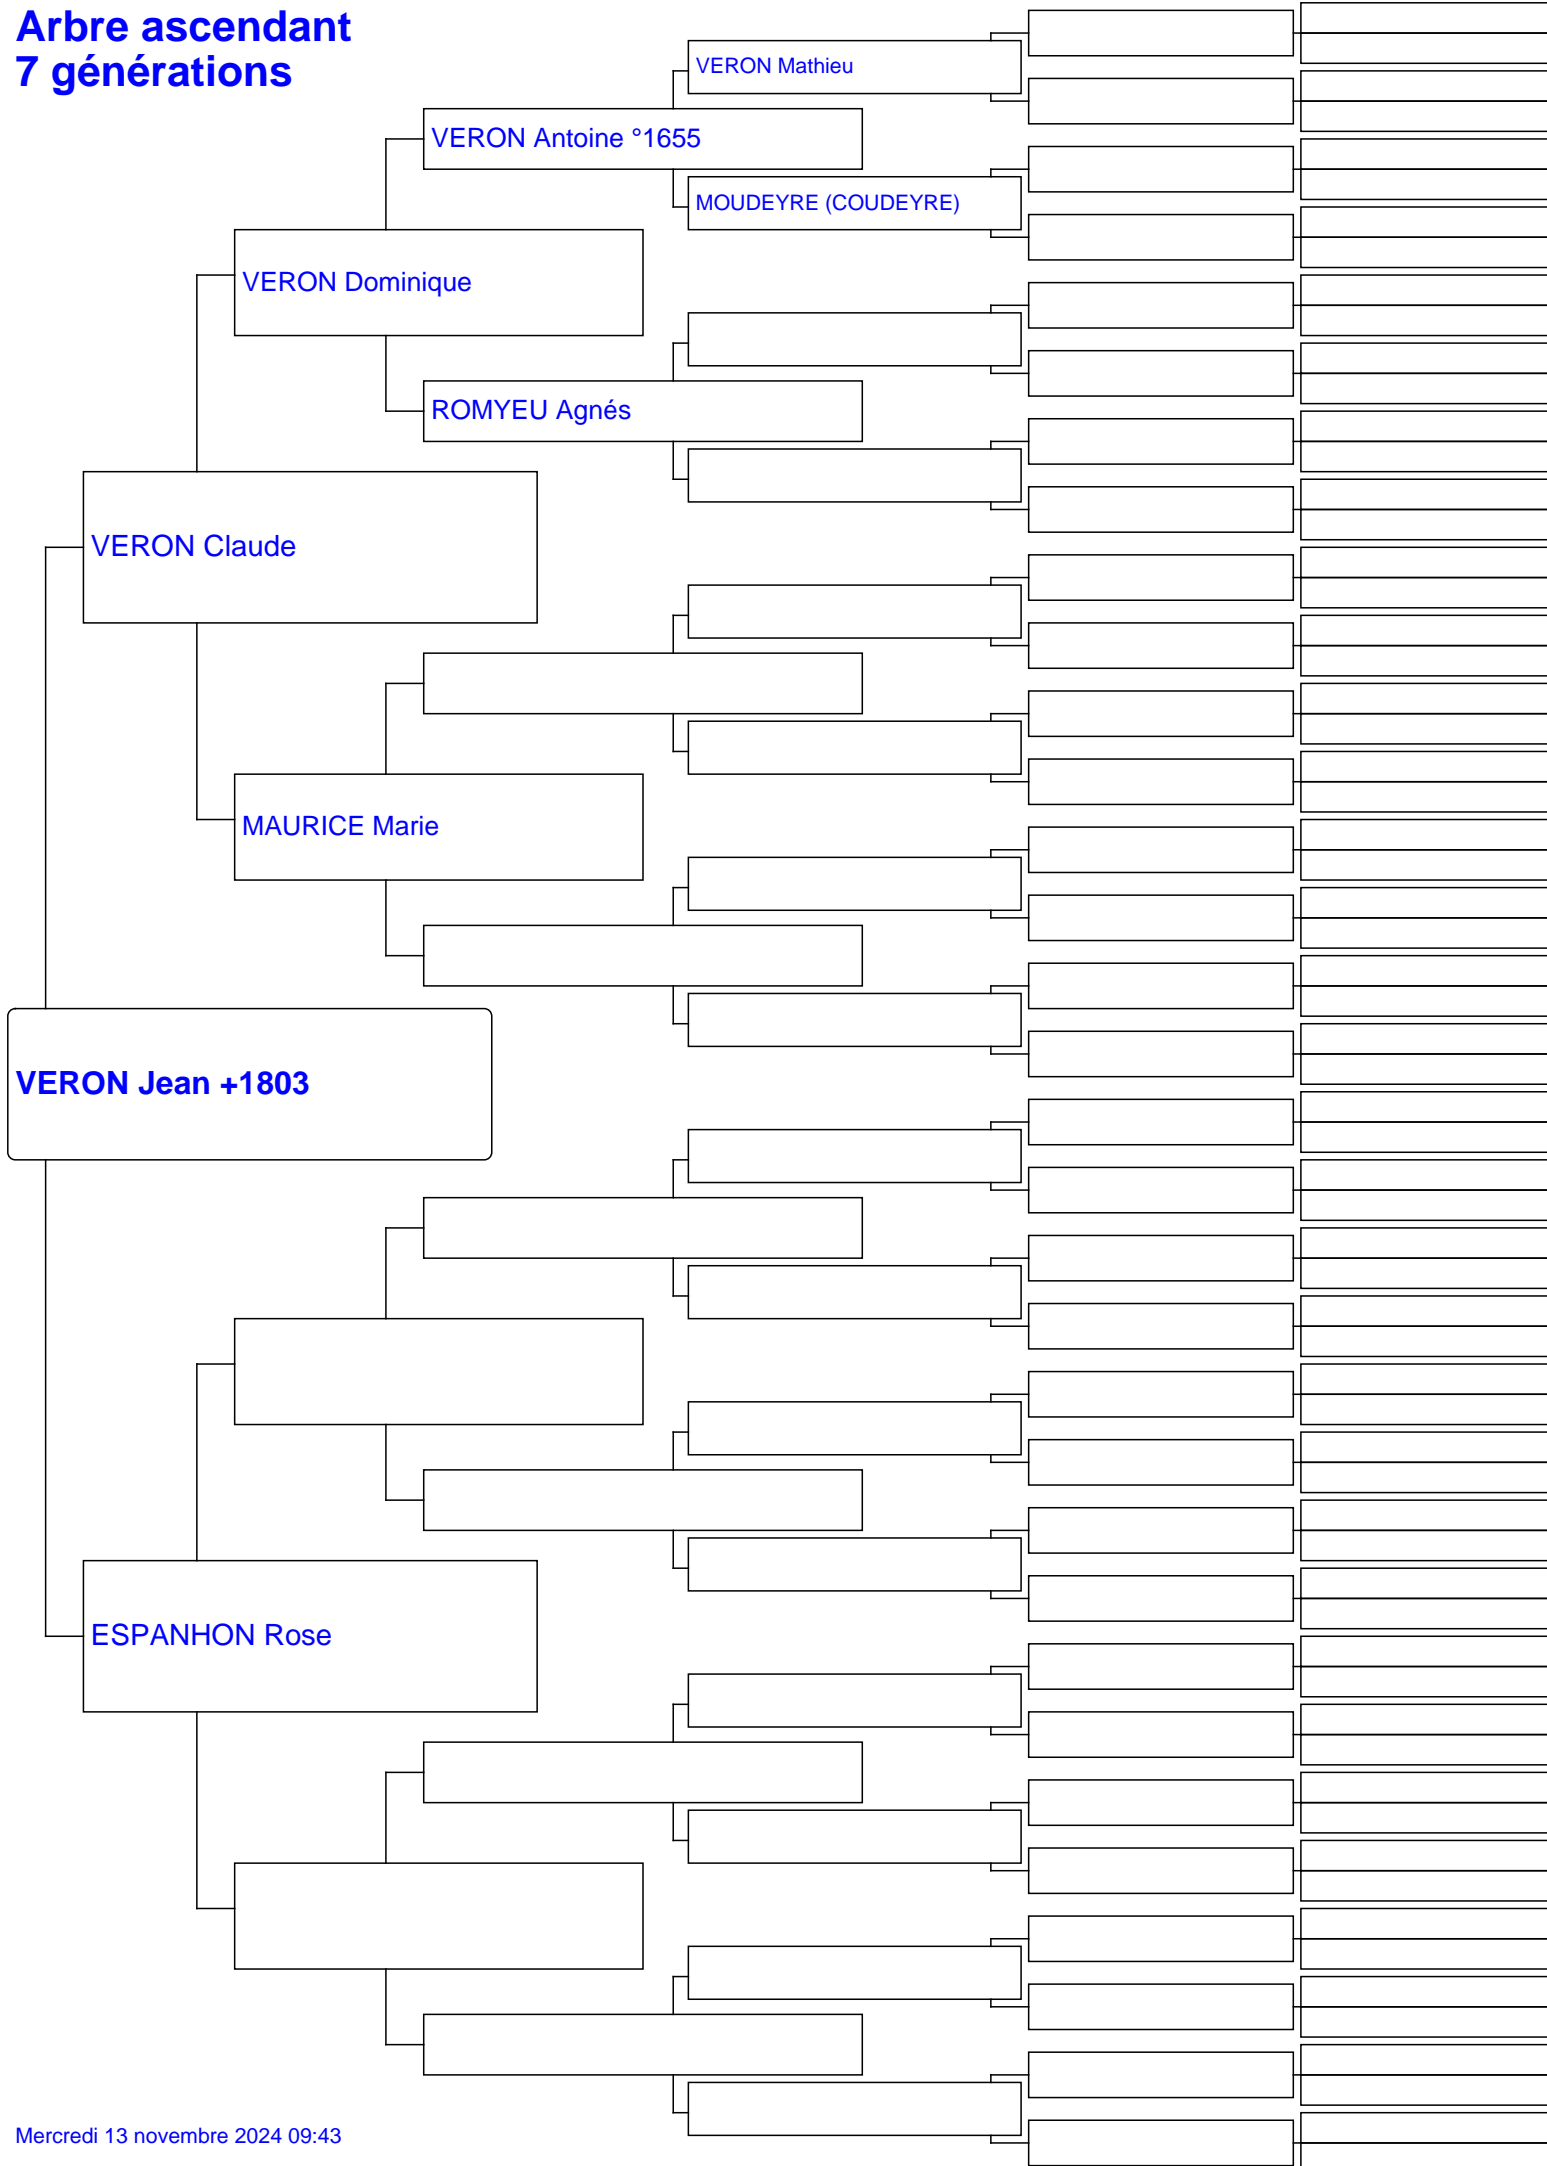 Arbre ascendant
7 générations
VERON Mathieu
VERON Antoine °1655
MOUDEYRE (COUDEYRE)
VERON Dominique
ROMYEU Agnés
VERON Claude
MAURICE Marie
VERON Jean +1803
ESPANHON Rose
Mercredi 13 novembre 2024 09:43